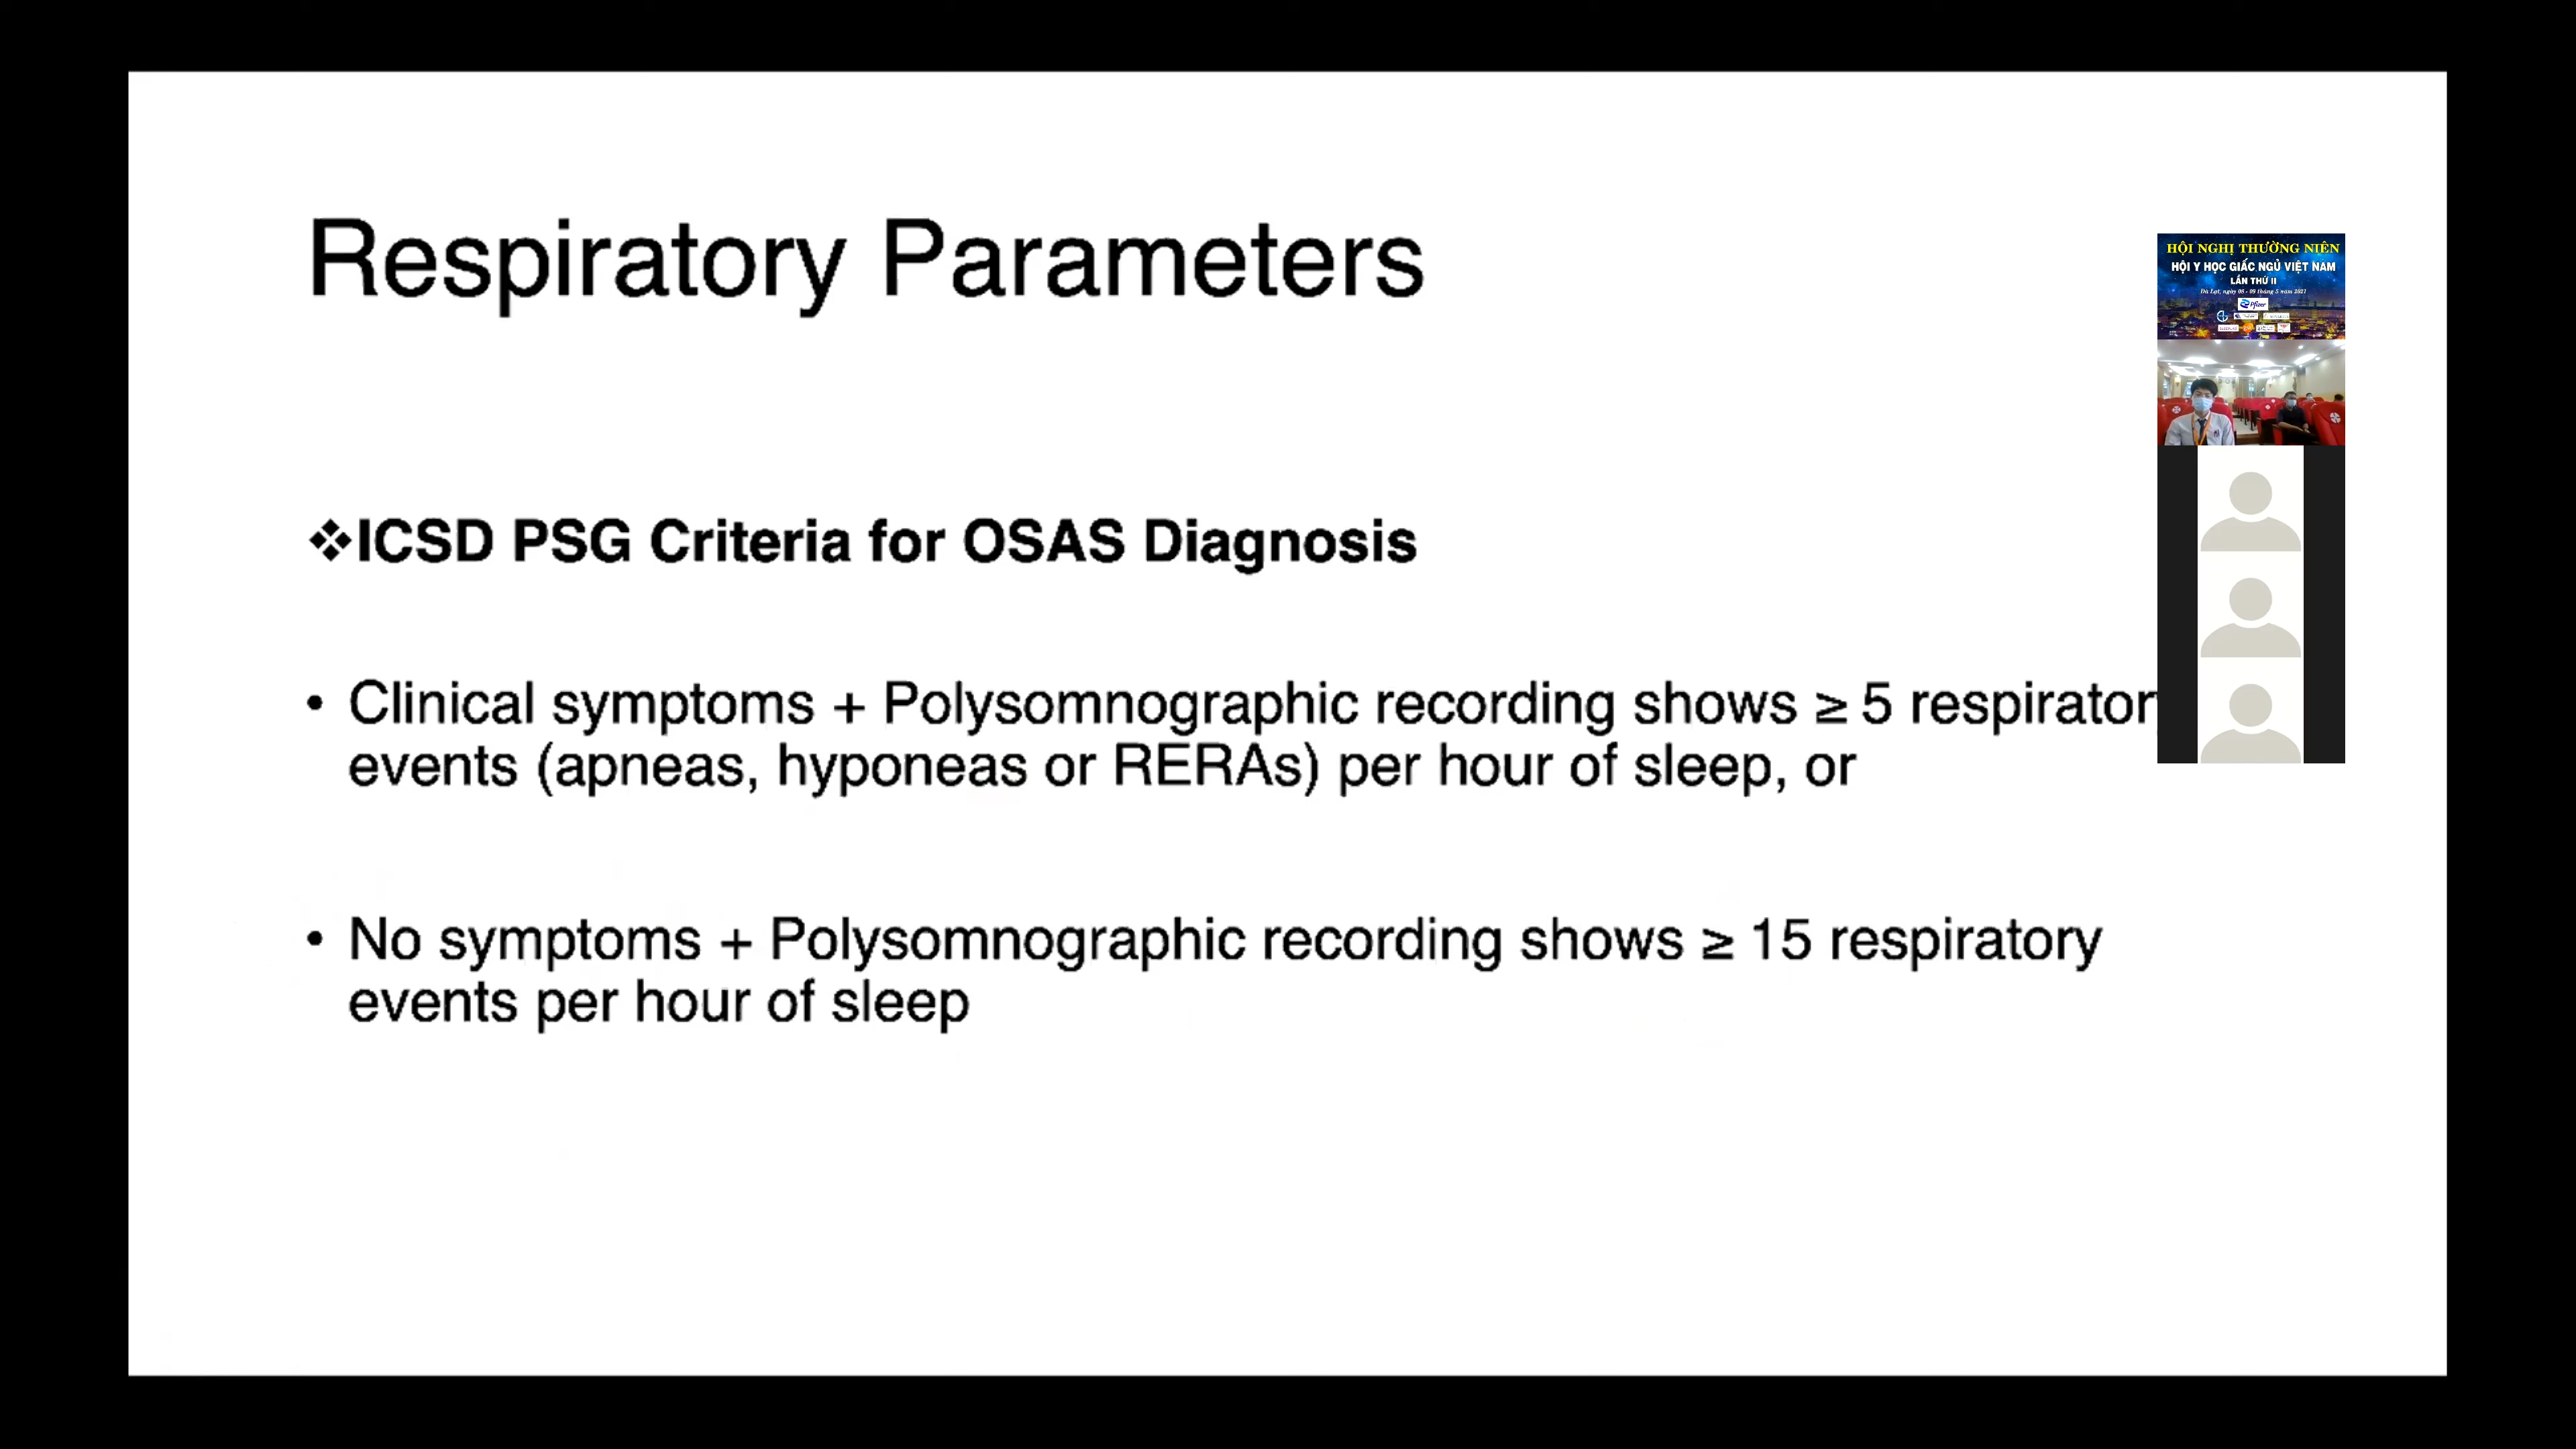 Respiratory Parameters
❖ICSD PSG Criteria for OSAS Diagnosis
• Clinical symptoms + Polysomnographic recording shows ≥ 5 respirator
events (apneas, hyponeas or RERAs) per hour of sleep, or
• No symptoms + Polysomnographic recording shows ≥ 15 respiratory
events per hour of sleep
HỘI NGHỊ THƯỜNG NIÊN
HỘI Y HỌC GIẤC NGỦ VIỆT NAM
LẦN THỨ II
Pfizer